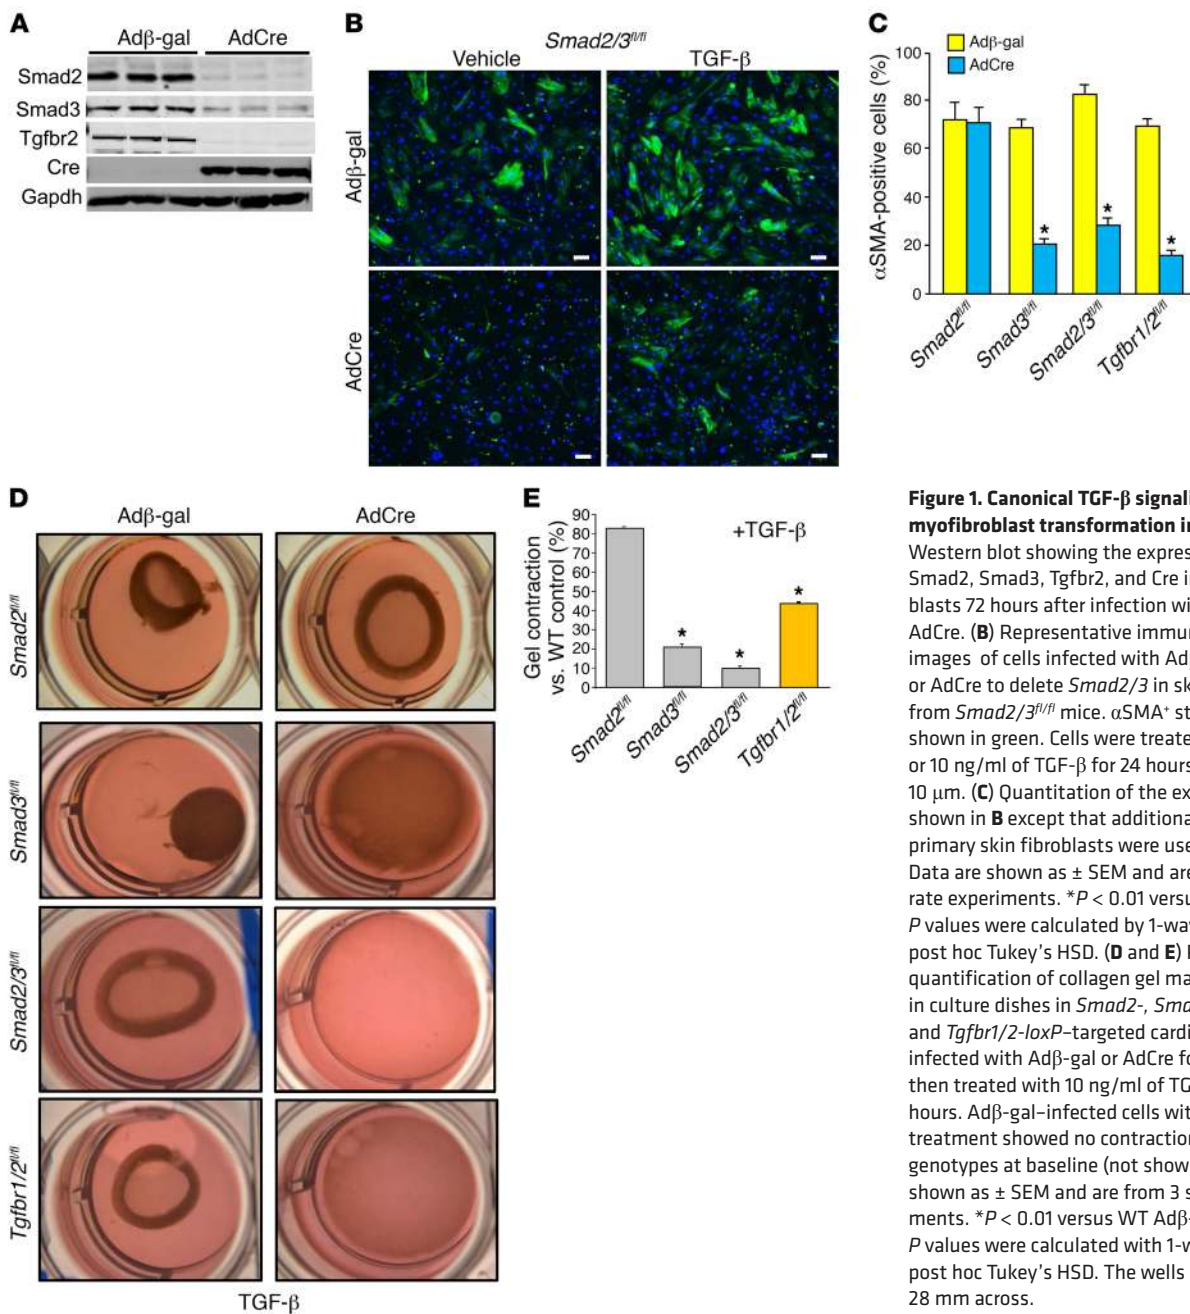 A
Adβ-gal AdCre
Smad2
Smad3
Tgfbr2
Cre
Gapdh
B
Smad2/3fl/fl
Vehicle TGF-β
Adβ-gal
AdCre
C
Adβ-gal
AdCre
αSMA-positive cells (%)
100
80
60
40
20
0
* * *
Smad2fl/fl Smad3fl/fl Smad2/3fl/fl Tgfbr1/2fl/fl
D
Adβ-gal AdCre
Smad2fl/fl
Smad3fl/fl
Smad2/3fl/fl
Tgfbr1/2fl/fl
TGF-β
E
Gel contraction
vs. WT control (%)
90
80
70
60
50
40
30
20
10
0
+TGF-β
* * *
Smad2fl/fl Smad3fl/fl Smad2/3fl/fl Tgfbr1/2fl/fl
Figure 1. Canonical TGF-β signali
myofibroblast transformation in
Western blot showing the expres
Smad2, Smad3, Tgfbr2, and Cre i
blasts 72 hours after infection wi
AdCre. (B) Representative immur
images of cells infected with Ad
or AdCre to delete Smad2/3 in sk
from Smad2/3fl/fl mice. αSMA+ st
shown in green. Cells were treate
or 10 ng/ml of TGF-β for 24 hours
10 μm. (C) Quantitation of the ex
shown in B except that additiona
primary skin fibroblasts were use
Data are shown as ± SEM and are
rate experiments. *P < 0.01 versu
P values were calculated by 1-wa
post hoc Tukey's HSD. (D and E)
quantification of collagen gel ma
in culture dishes in Smad2-, Smac
and Tgfbr1/2-loxP–targeted cardi
infected with Adβ-gal or AdCre fo
then treated with 10 ng/ml of TG
hours. Adβ-gal–infected cells wit
treatment showed no contraction
genotypes at baseline (not show
shown as ± SEM and are from 3 s
ments. *P < 0.01 versus WT Adβ-
P values were calculated with 1-w
post hoc Tukey's HSD. The wells
28 mm across.